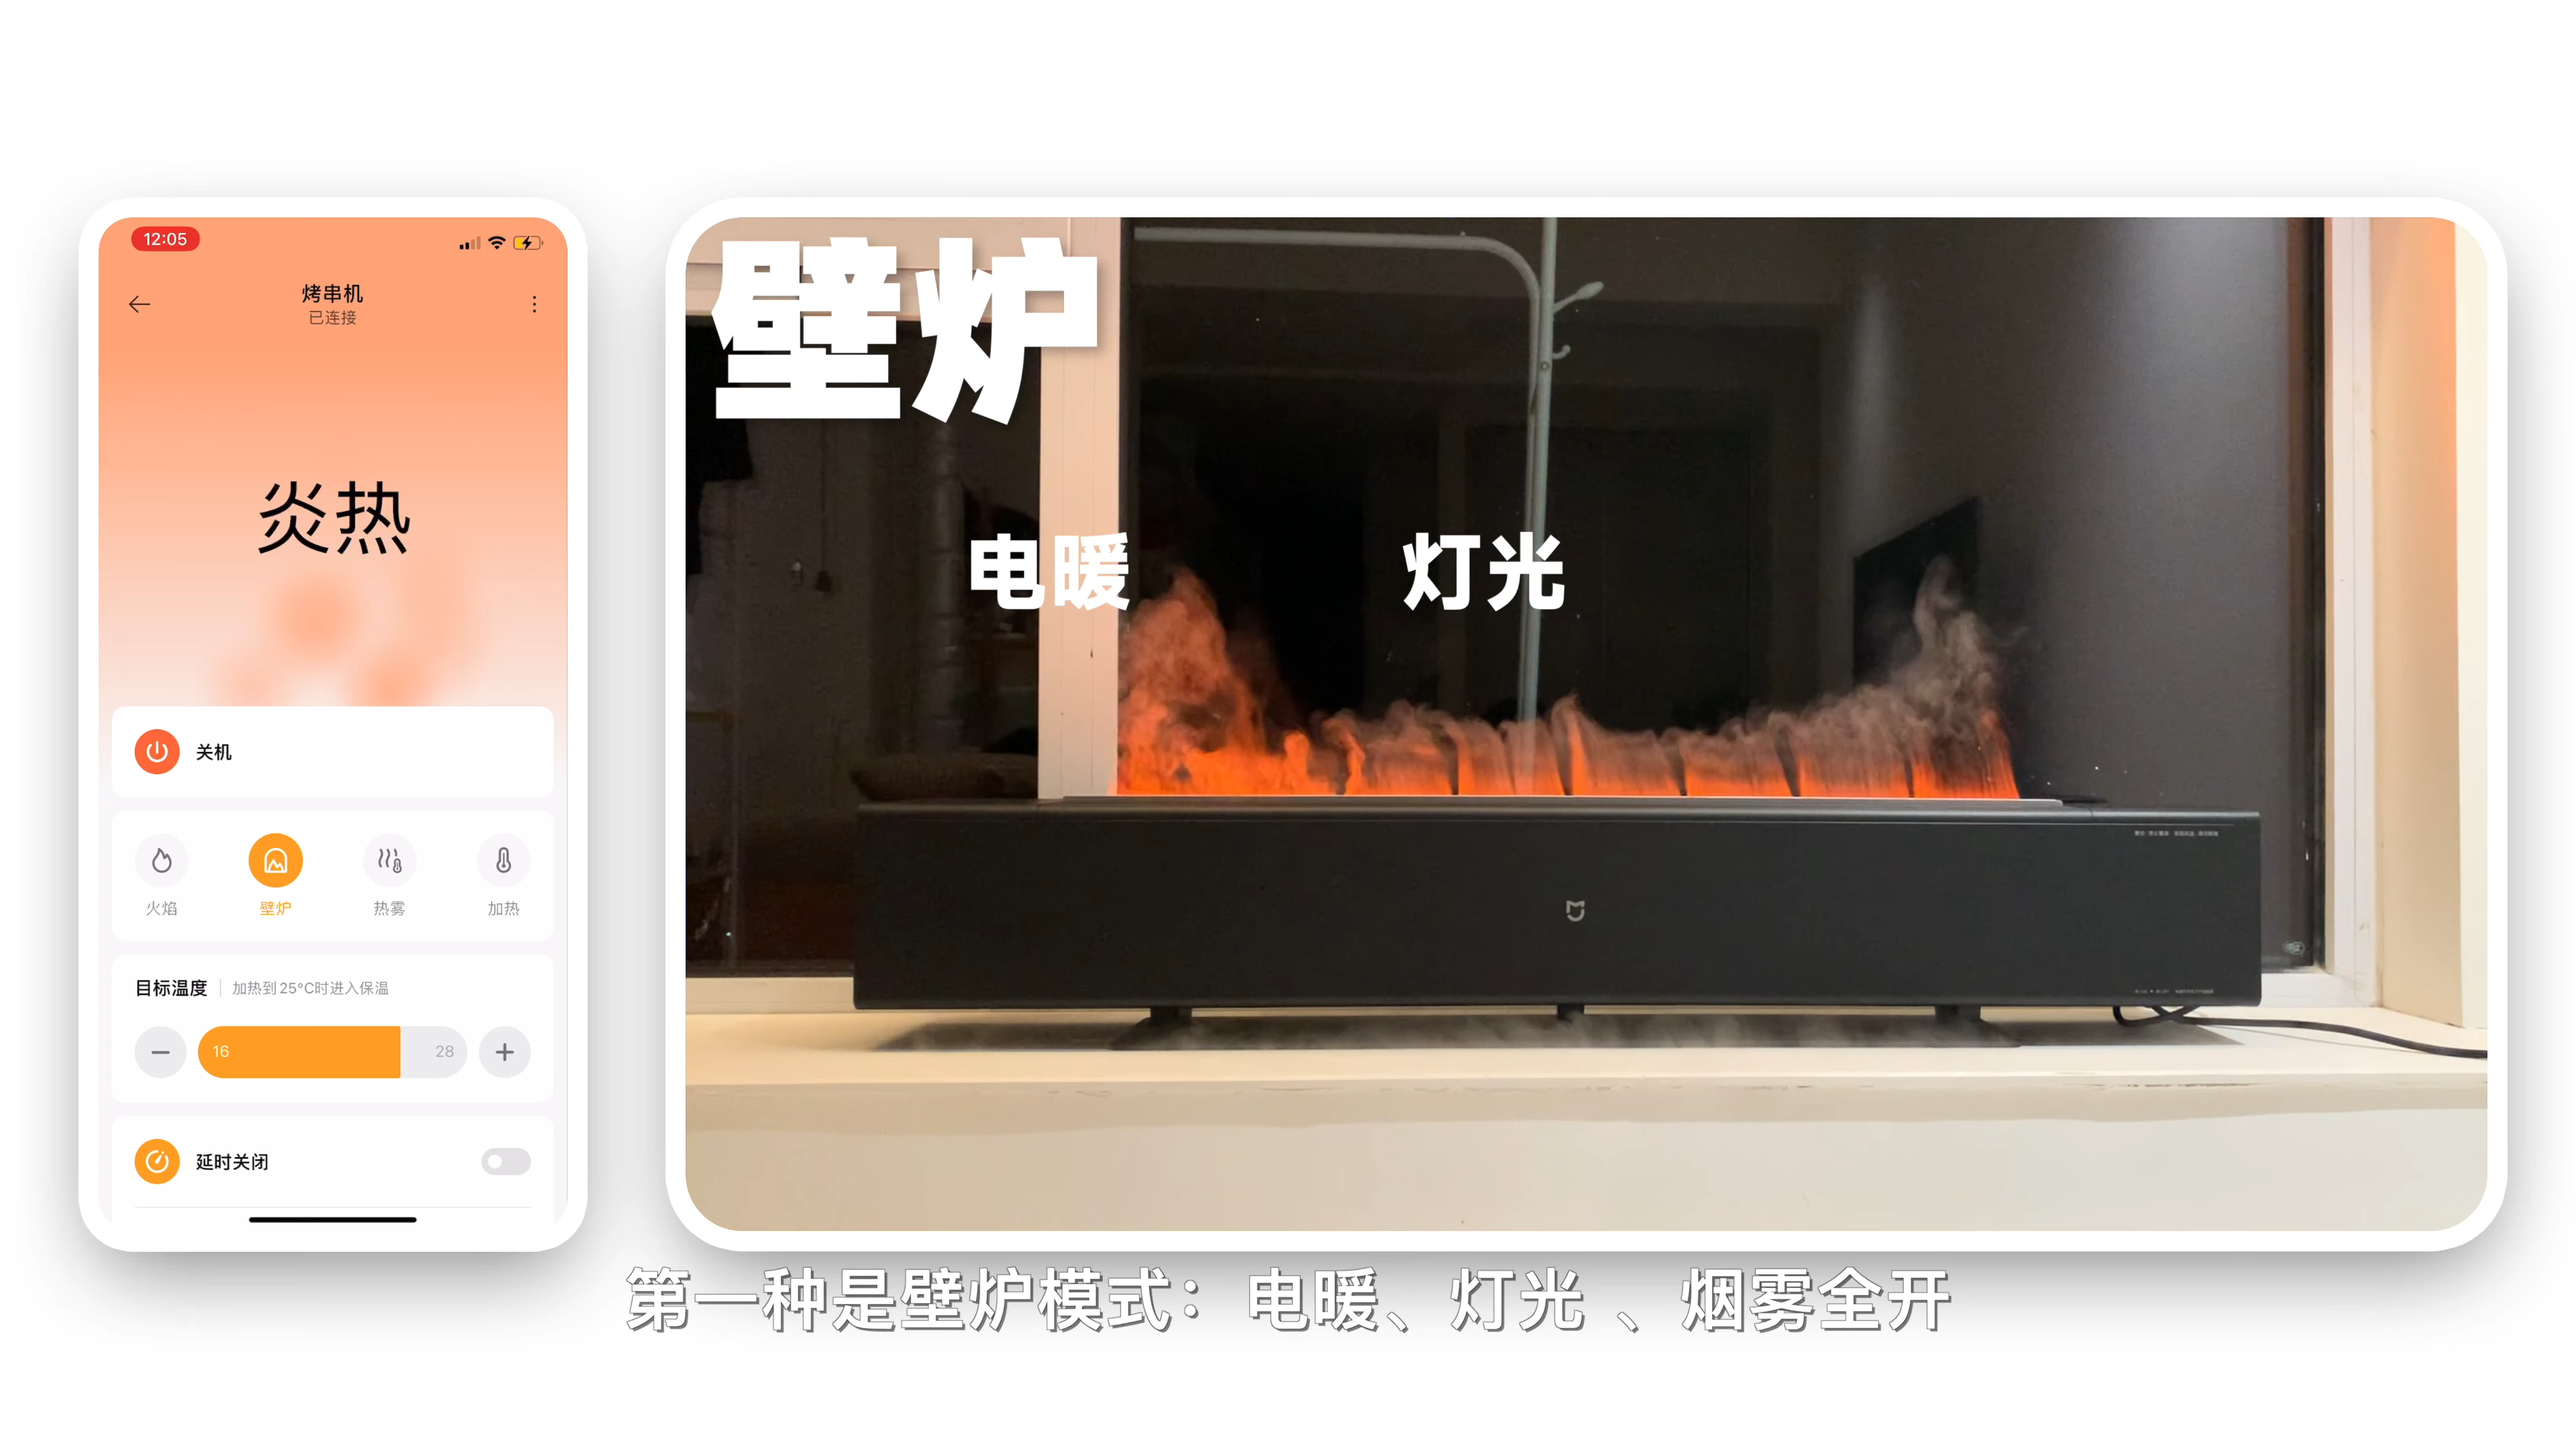 12:05
烤串机
已连接
炎热
关机
火焰
壁炉
热雾
加热
目标温度
加热到25°C时进入保温
16
28
延时关闭
壁炉
电暖
灯光
第一种是壁炉模式：电暖、灯光 、烟雾全开